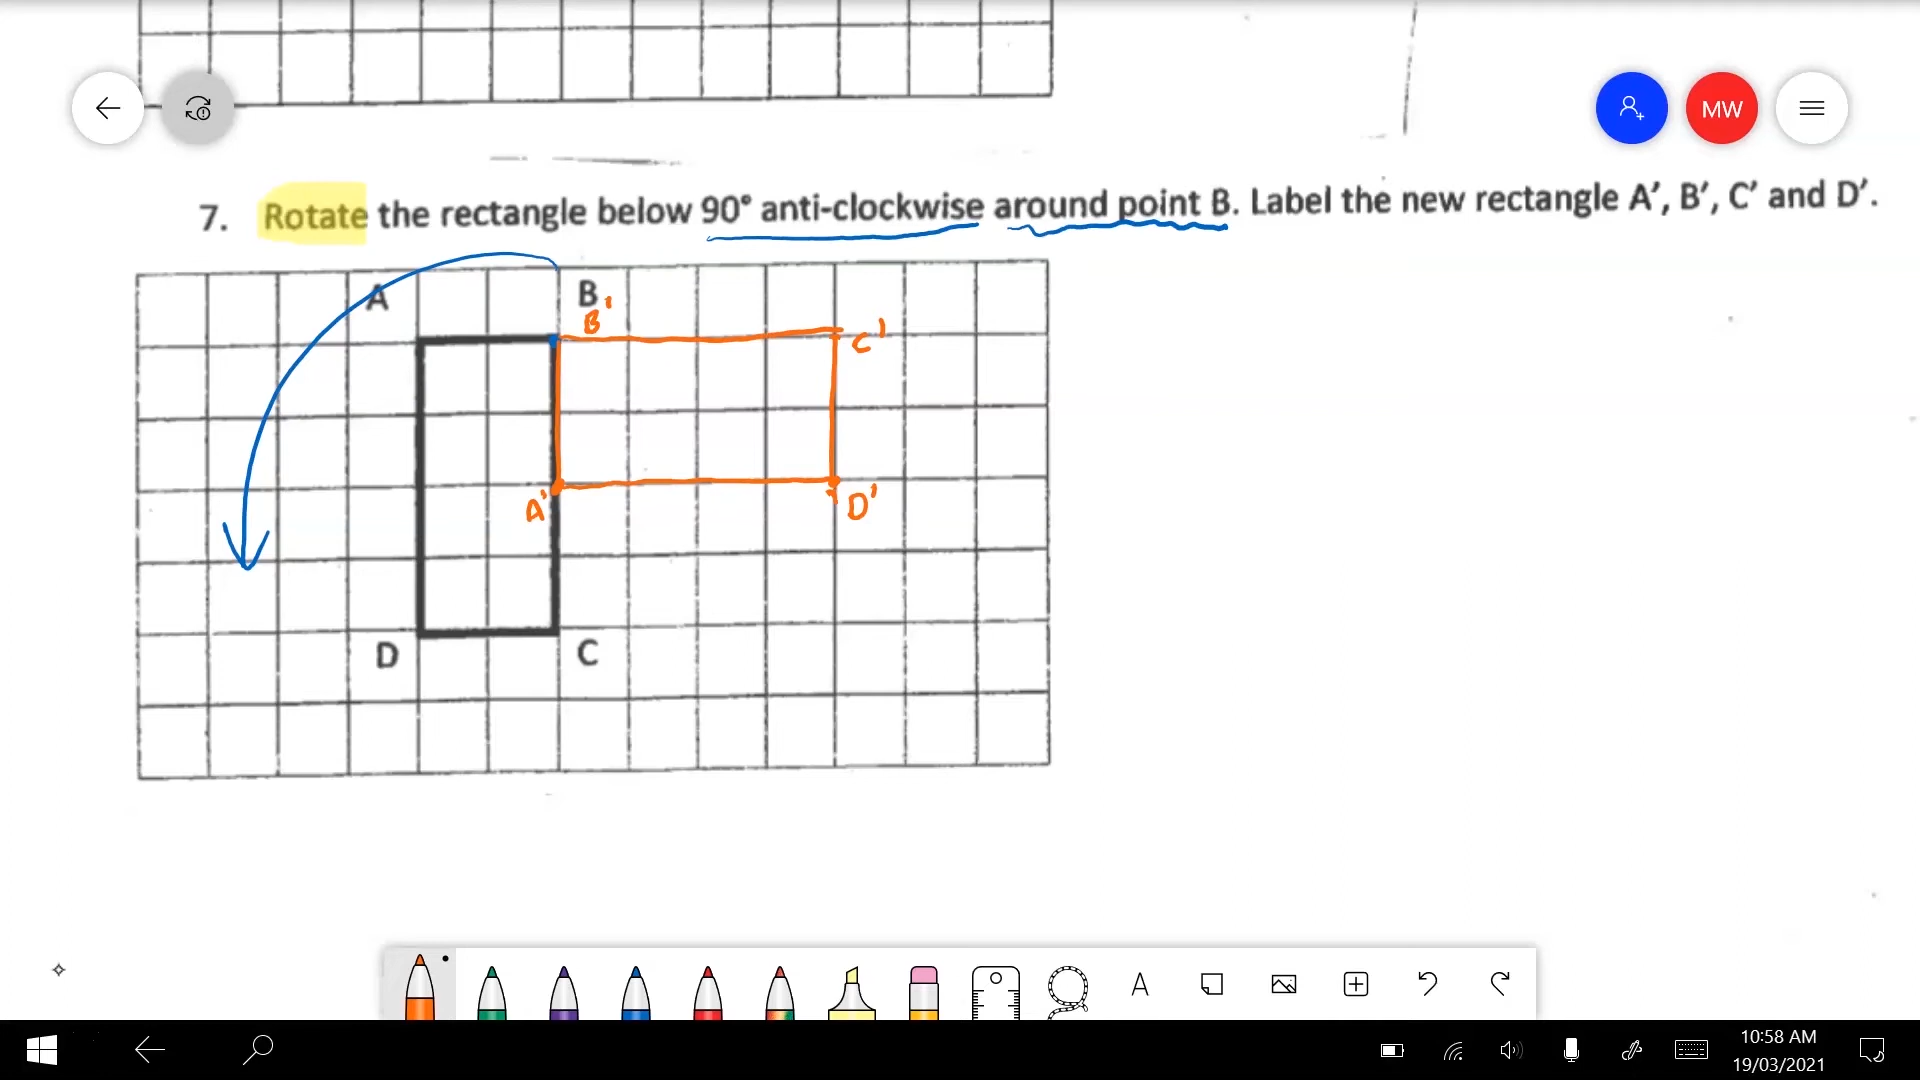 MW
7. Rotate the rectangle below 90° anti-clockwise around point B. Label the new rectangle A′, B′, C′ and D′.
A B
B'
C'
A' D'
D C
A
10:58 AM
19/03/2021